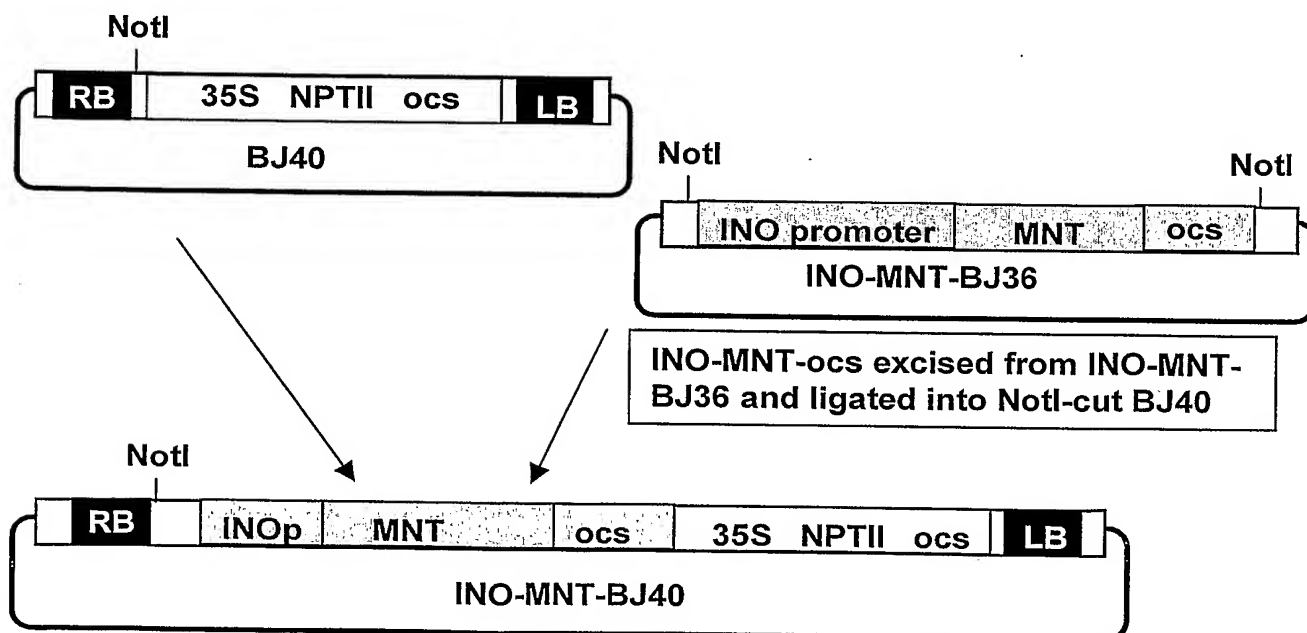 NotI
RB 35S NPTII ocs LB
BJ40
NotI NotI
INO promoter MNT ocs
INO-MNT-BJ36
INO-MNT-ocs excised from INO-MNT-
BJ36 and ligated into NotI-cut BJ40
NotI
RB INOp MNT ocs 35S NPTII ocs LB
INO-MNT-BJ40